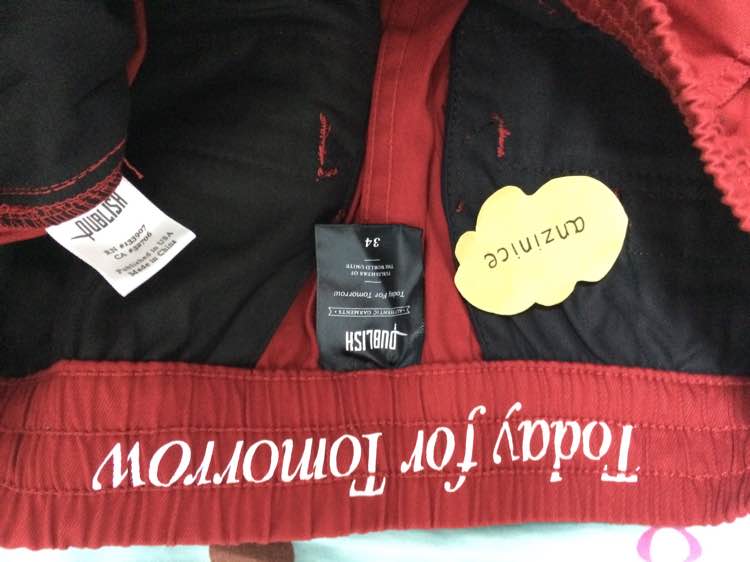 PUBLISH
RN #133907
CA #38706
Published in USA
Made in China
PUBLISH
• AUTHENTIC GARMENTS •
Today For Tomorrow
PUBLISHERS OF
THE WORLD UNITE
34
anzinice
Today for Tomorrow